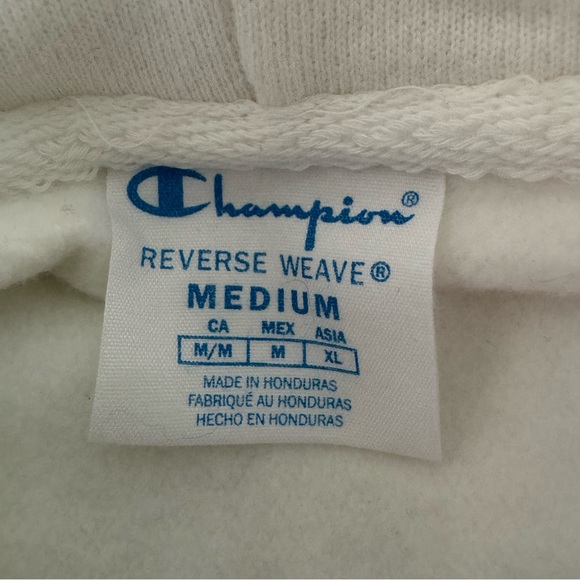 Champion®
REVERSE WEAVE®
MEDIUM
CA MEX ASIA
M/M M XL
MADE IN HONDURAS
FABRIQUÉ AU HONDURAS
HECHO EN HONDURAS